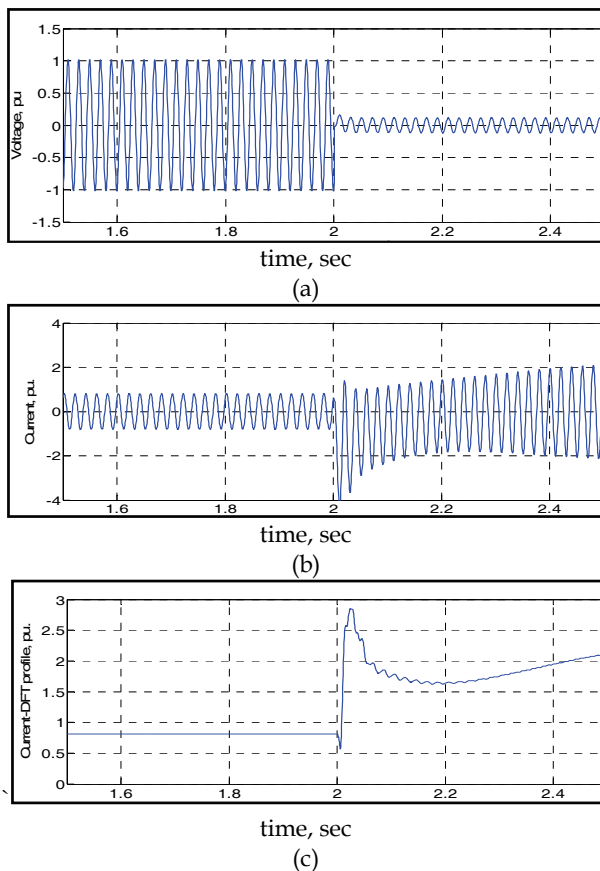 1.5
1
0.5
0
-0.5
-1
-1.5
Voltage, pu
1.6 1.8 2 2.2 2.4
time, sec
(a)
4
2
0
-2
-4
Current, pu.
1.6 1.8 2 2.2 2.4
time, sec
(b)
3
2.5
2
1.5
1
0.5
0
Current-DFT profile, pu.
1.6 1.8 2 2.2 2.4
`
time, sec
(c)